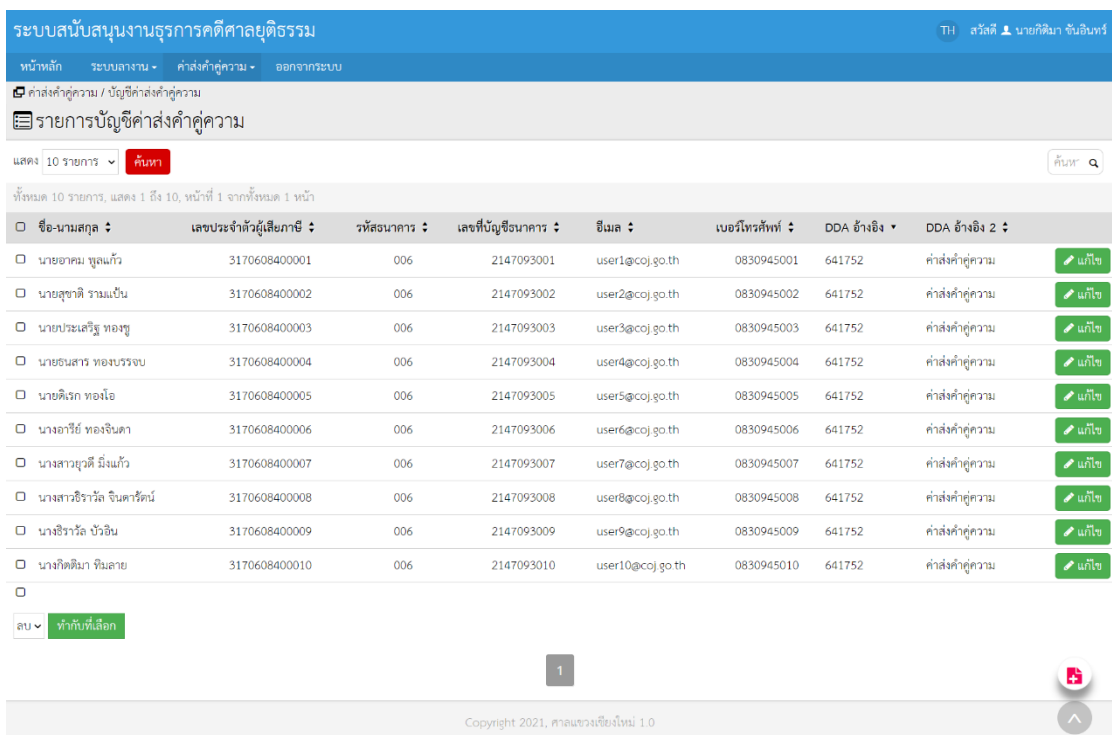 ระบบสนับสนุนงานธุรการคดีศาลยุติธรรม TH สวัสดี นายกิติมา ขันอินทร์
หน้าหลัก ระบบลางาน ค่าส่งคำคู่ความ ออกจากระบบ
ค่าส่งคำคู่ความ / บัญชีค่าส่งคำคู่ความ
รายการบัญชีค่าส่งคำคู่ความ
แสดง 10 รายการ ค้นหา ค้นหา
ทั้งหมด 10 รายการ, แสดง 1 ถึง 10, หน้าที่ 1 จากทั้งหมด 1 หน้า
ชื่อ-นามสกุล เลขประจำตัวผู้เสียภาษี รหัสธนาคาร เลขที่บัญชีธนาคาร อีเมล เบอร์โทรศัพท์ DDA อ้างอิง DDA อ้างอิง 2
นายอาคม พูลแก้ว 3170608400001 006 2147093001 user1@coj.go.th 0830945001 641752 ค่าส่งคำคู่ความ แก้ไข
นายสุชาติ รามแป้น 3170608400002 006 2147093002 user2@coj.go.th 0830945002 641752 ค่าส่งคำคู่ความ แก้ไข
นายประเสริฐ ทองชู 3170608400003 006 2147093003 user3@coj.go.th 0830945003 641752 ค่าส่งคำคู่ความ แก้ไข
นายธนสาร ทองบรรจบ 3170608400004 006 2147093004 user4@coj.go.th 0830945004 641752 ค่าส่งคำคู่ความ แก้ไข
นายดิเรก ทองโอ 3170608400005 006 2147093005 user5@coj.go.th 0830945005 641752 ค่าส่งคำคู่ความ แก้ไข
นางอารีย์ ทองจินดา 3170608400006 006 2147093006 user6@coj.go.th 0830945006 641752 ค่าส่งคำคู่ความ แก้ไข
นางสาวยุวดี มิ่งแก้ว 3170608400007 006 2147093007 user7@coj.go.th 0830945007 641752 ค่าส่งคำคู่ความ แก้ไข
นางสาวธิราวัล จินดารัตน์ 3170608400008 006 2147093008 user8@coj.go.th 0830945008 641752 ค่าส่งคำคู่ความ แก้ไข
นางธิราวัล บัวอิน 3170608400009 006 2147093009 user9@coj.go.th 0830945009 641752 ค่าส่งคำคู่ความ แก้ไข
นางกิตติมา ทิมลาย 3170608400010 006 2147093010 user10@coj.go.th 0830945010 641752 ค่าส่งคำคู่ความ แก้ไข
ลบ ทำกับที่เลือก
1
Copyright 2021, ศาลแขวงเชียงใหม่ 1.0